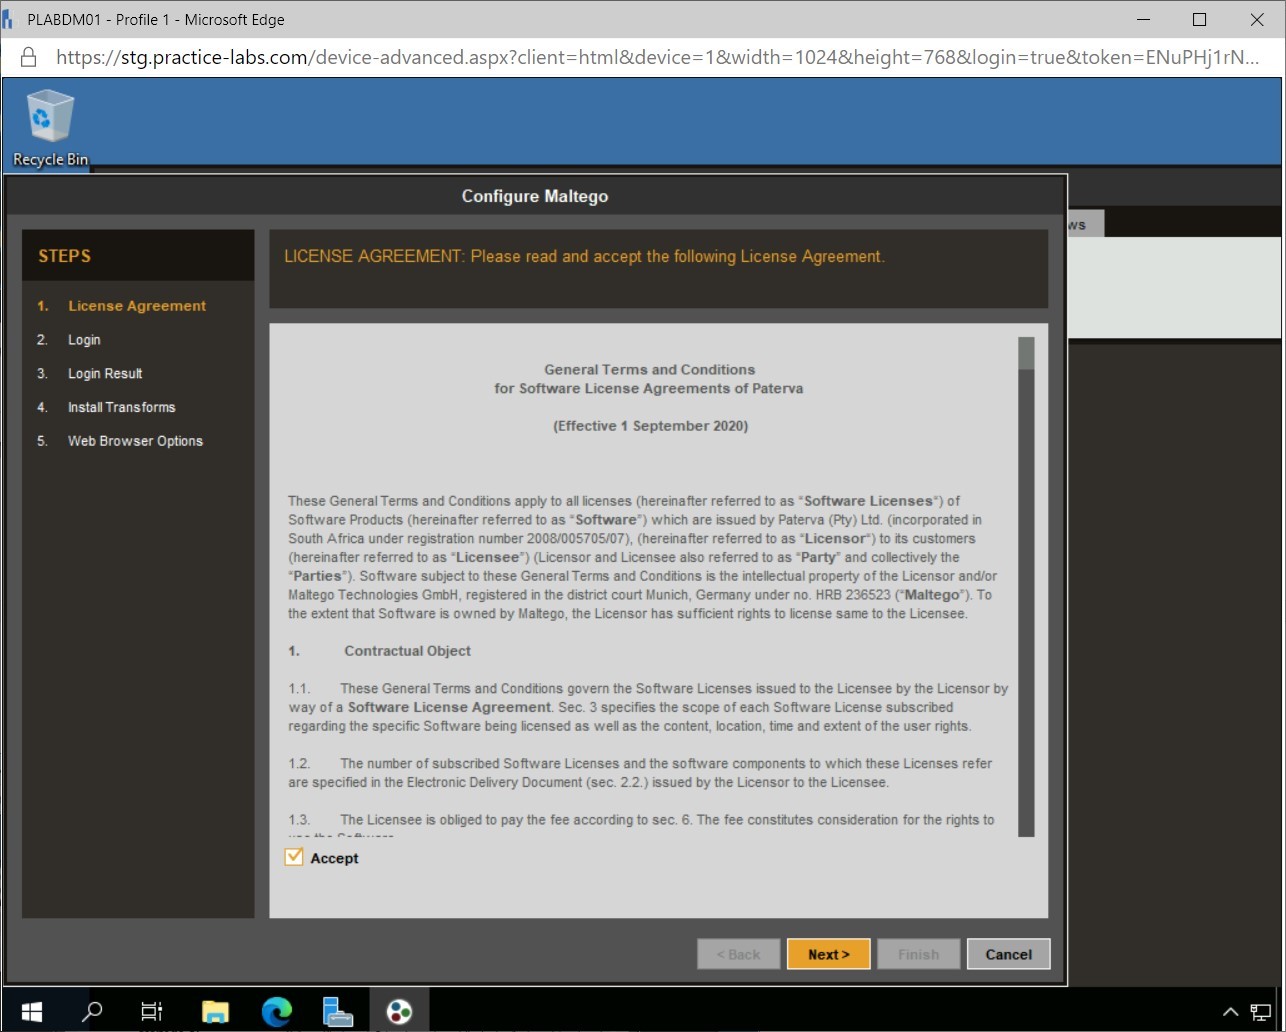 PLABDM01 - Profile 1 - Microsoft Edge
https://stg.practice-labs.com/device-advanced.aspx?client=html&device=1&width=1024&height=768&login=true&token=ENuPHj1rN...
Recycle Bin
Configure Maltego
ws
STEPS
1. License Agreement
2. Login
3. Login Result
4. Install Transforms
5. Web Browser Options
LICENSE AGREEMENT: Please read and accept the following License Agreement.
General Terms and Conditions
for Software License Agreements of Paterva
(Effective 1 September 2020)
These General Terms and Conditions apply to all licenses (hereinafter referred to as “Software Licenses“) of
Software Products (hereinafter referred to as “Software”) which are issued by Paterva (Pty) Ltd. (incorporated in
South Africa under registration number 2008/005705/07), (hereinafter referred to as “Licensor“) to its customers
(hereinafter referred to as “Licensee”) (Licensor and Licensee also referred to as “Party” and collectively the
“Parties”). Software subject to these General Terms and Conditions is the intellectual property of the Licensor and/or
Maltego Technologies GmbH, registered in the district court Munich, Germany under no. HRB 236523 (“Maltego”). To
the extent that Software is owned by Maltego, the Licensor has sufficient rights to license same to the Licensee.
1. Contractual Object
1.1. These General Terms and Conditions govern the Software Licenses issued to the Licensee by the Licensor by
way of a Software License Agreement. Sec. 3 specifies the scope of each Software License subscribed
regarding the specific Software being licensed as well as the content, location, time and extent of the user rights.
1.2. The number of subscribed Software Licenses and the software components to which these Licenses refer
are specified in the Electronic Delivery Document (sec. 2.2.) issued by the Licensor to the Licensee.
1.3. The Licensee is obliged to pay the fee according to sec. 6. The fee constitutes consideration for the rights to
use the Software.
Accept
< Back
Next >
Finish
Cancel